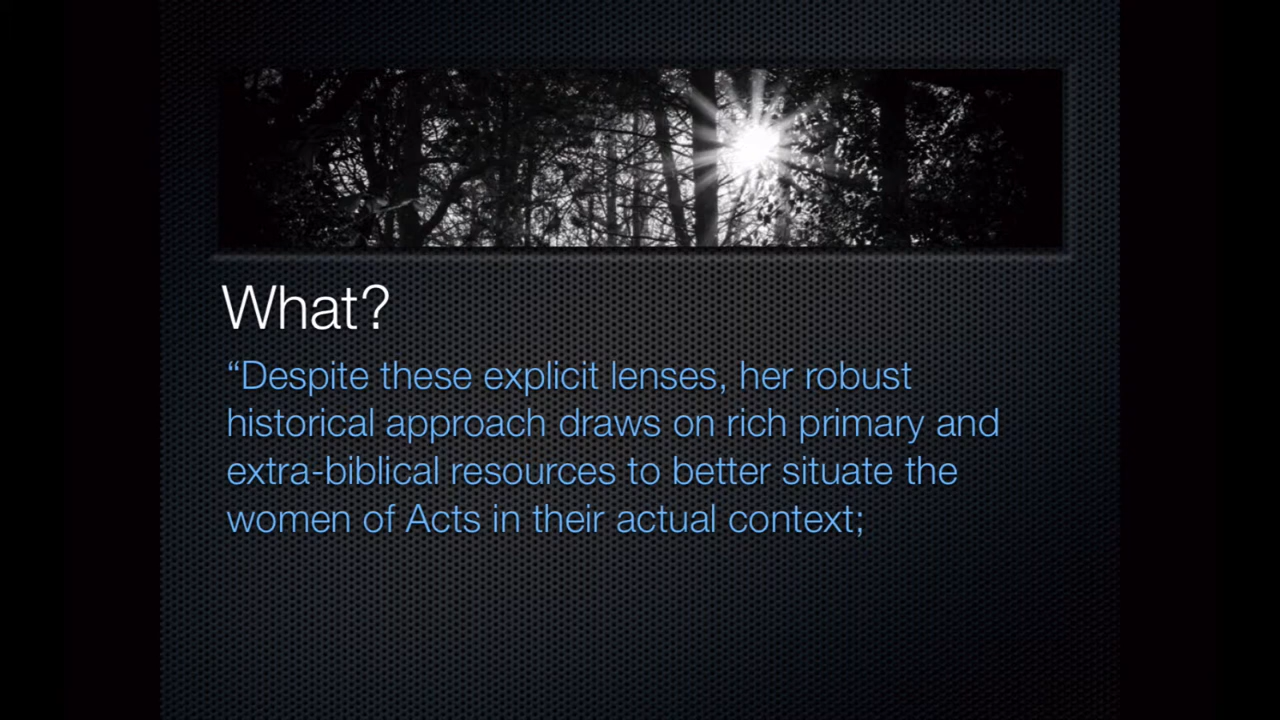 What?
“Despite these explicit lenses, her robust
historical approach draws on rich primary and
extra-biblical resources to better situate the
women of Acts in their actual context;